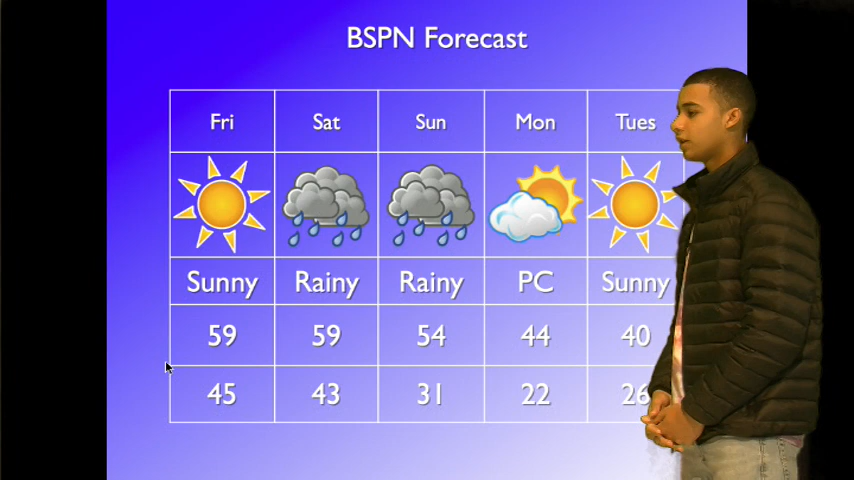 BSPN Forecast
Fri Sat Sun Mon Tues
Sunny Rainy Rainy PC Sunny
59 59 54 44 40
45 43 31 22 26